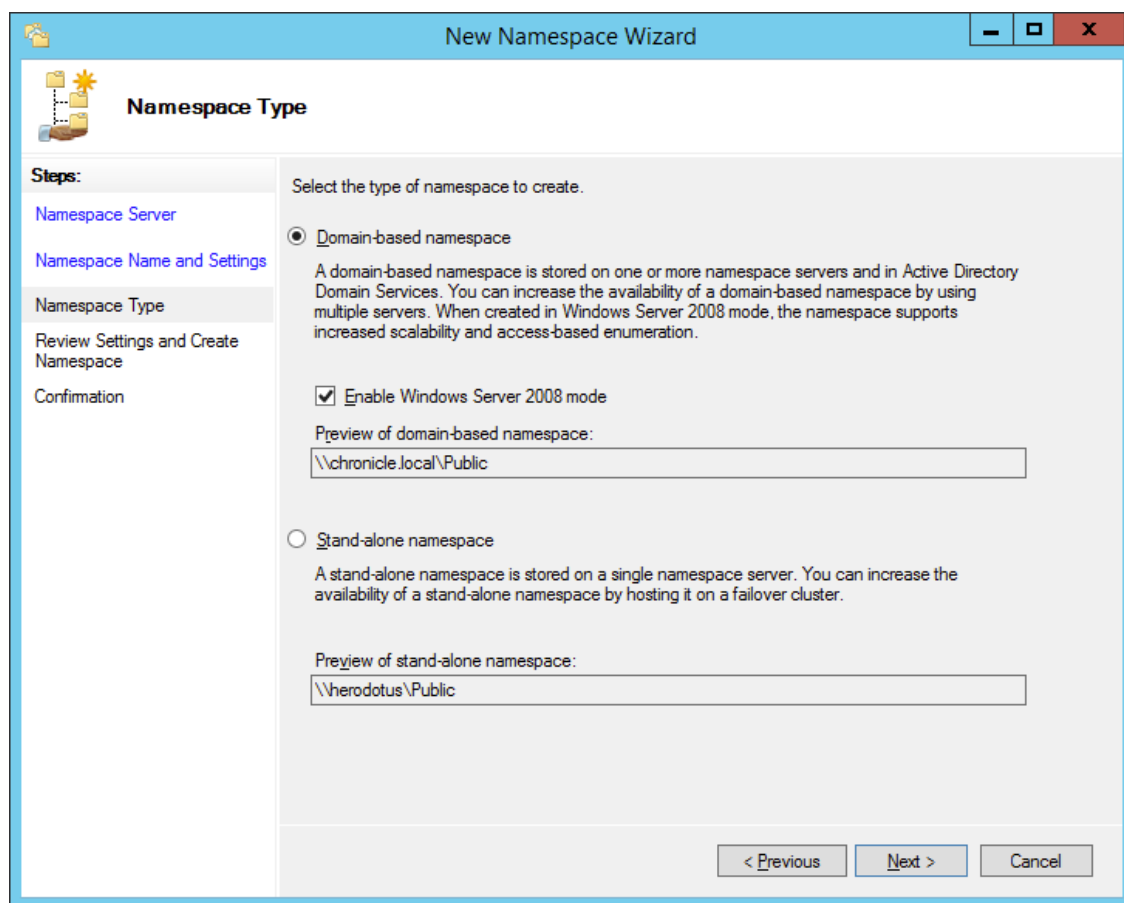 New Namespace Wizard
Namespace Type
Steps:
Namespace Server
Namespace Name and Settings
Namespace Type
Review Settings and Create
Namespace
Confirmation
Select the type of namespace to create.
Domain-based namespace
A domain-based namespace is stored on one or more namespace servers and in Active Directory
Domain Services. You can increase the availability of a domain-based namespace by using
multiple servers. When created in Windows Server 2008 mode, the namespace supports
increased scalability and access-based enumeration.
Enable Windows Server 2008 mode
Preview of domain-based namespace:
\\chronicle.local\Public
Stand-alone namespace
A stand-alone namespace is stored on a single namespace server. You can increase the
availability of a stand-alone namespace by hosting it on a failover cluster.
Preview of stand-alone namespace:
\\herodotus\Public
< Previous
Next >
Cancel